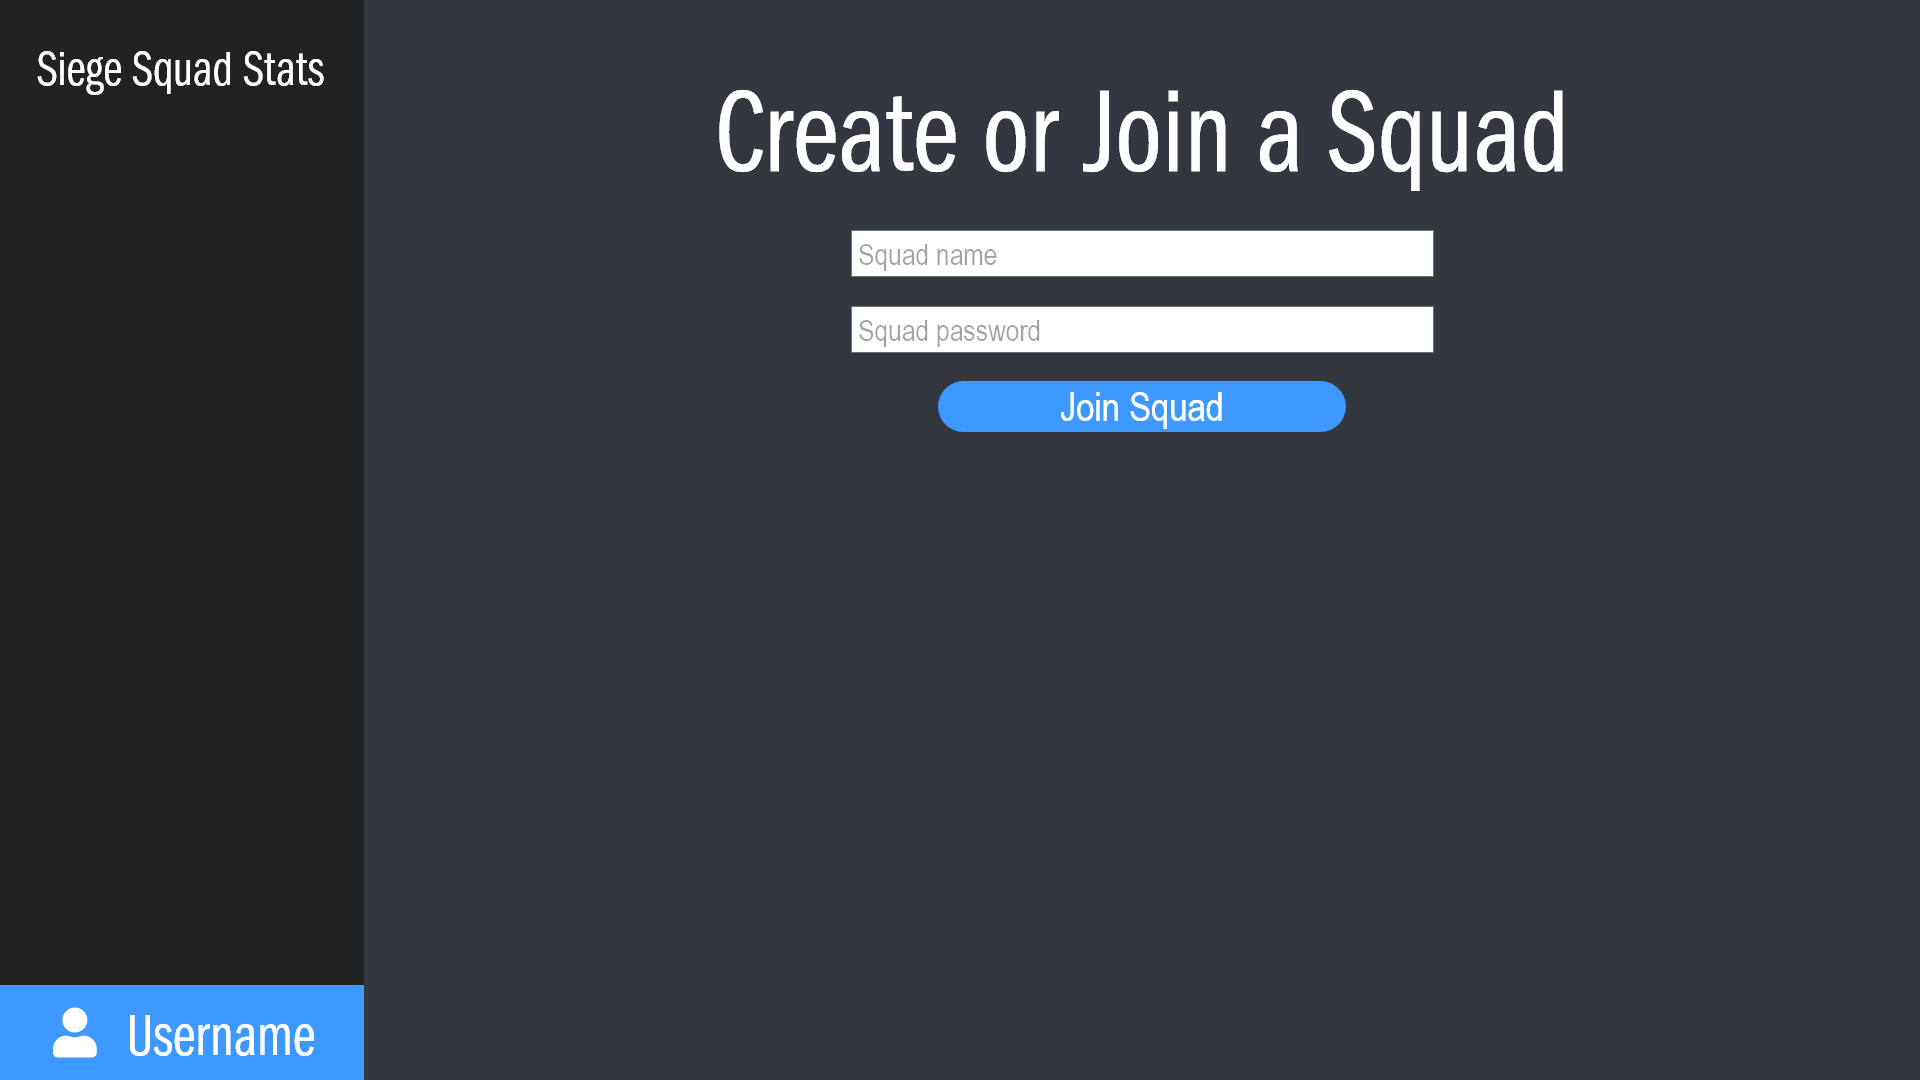 Siege Squad Stats
Create or Join a Squad
Squad name
Squad password
Join Squad
Username